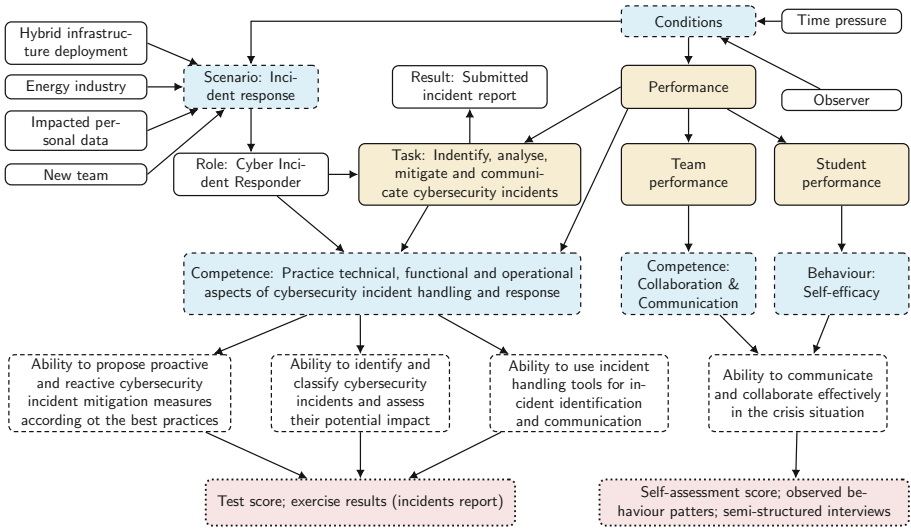 Hybrid infrastruc-
ture deployment
Energy industry
Impacted per-
sonal data
New team
Scenario: Inci-
dent response
Role: Cyber Inci-
dent Responder
Result: Submitted
incident report
Task: Indentify, analyse,
mitigate and communi-
cate cybersecurity incidents
Conditions
Time pressure
Observer
Performance
Team
performance
Student
performance
Competence: Practice technical, functional and operational
aspects of cybersecurity incident handling and response
Competence:
Collaboration &
Communication
Behaviour:
Self-efficacy
Ability to propose proactive
and reactive cybersecurity
incident mitigation measures
according ot the best practices
Ability to identify and
classify cybersecurity
incidents and assess
their potential impact
Ability to use incident
handling tools for in-
cident identification
and communication
Ability to communicate
and collaborate effectively
in the crisis situation
Test score; exercise results (incidents report)
Self-assessment score; observed be-
haviour patters; semi-structured interviews